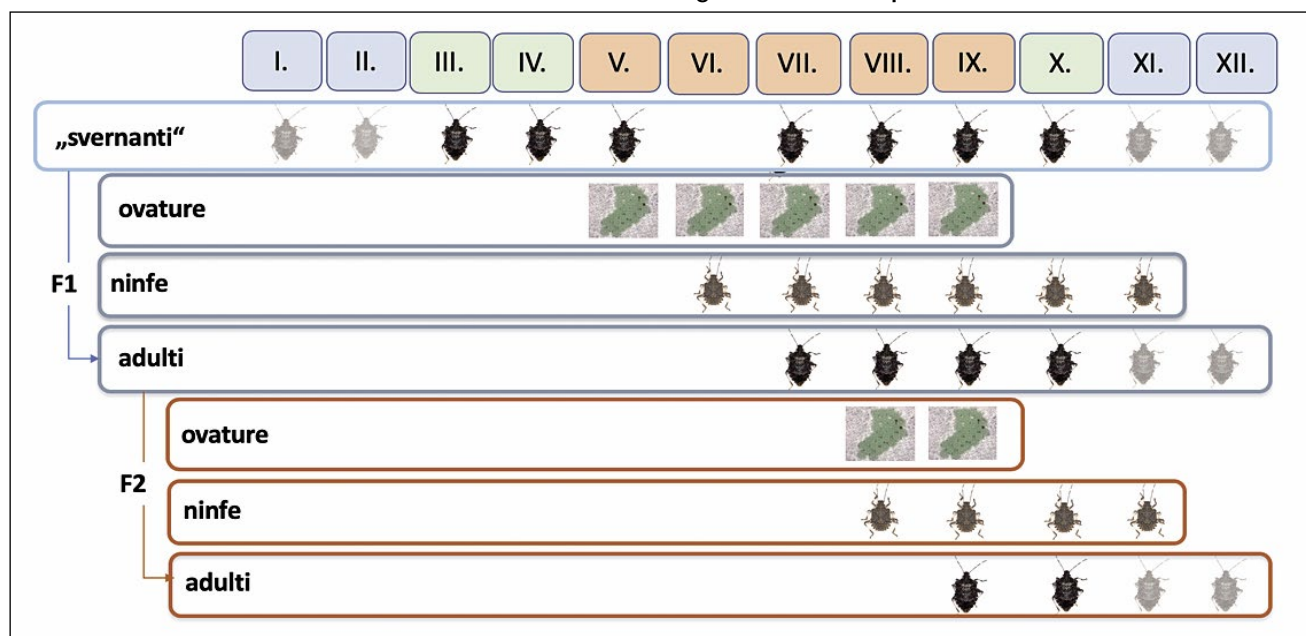 I. II. III. IV. V. VI. VII. VIII. IX. X. XI. XII.
„svernanti“
ovature
F1
ninfe
adulti
ovature
F2
ninfe
adulti